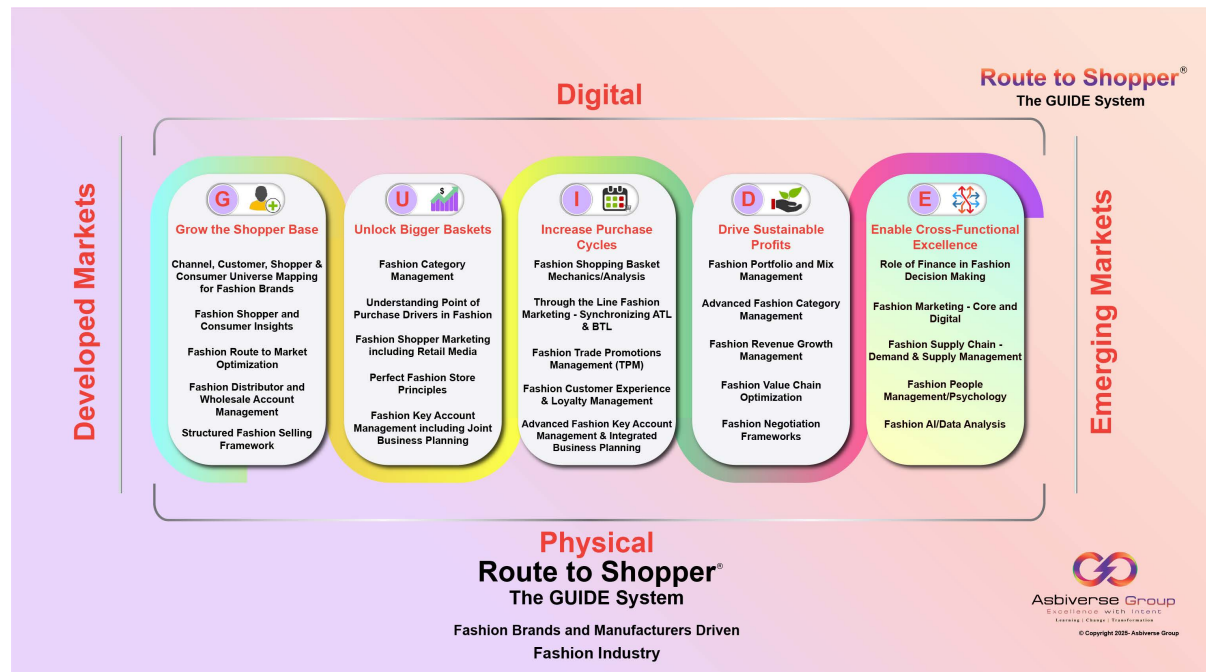 Route to Shopper®
The GUIDE System
Digital
Developed Markets
G
Grow the Shopper Base
Channel, Customer, Shopper &
Consumer Universe Mapping
for Fashion Brands
Fashion Shopper and
Consumer Insights
Fashion Route to Market
Optimization
Fashion Distributor and
Wholesale Account
Management
Structured Fashion Selling
Framework
U
$
Unlock Bigger Baskets
Fashion Category
Management
Understanding Point of
Purchase Drivers in Fashion
Fashion Shopper Marketing
including Retail Media
Perfect Fashion Store
Principles
Fashion Key Account
Management including Joint
Business Planning
I
Increase Purchase
Cycles
Fashion Shopping Basket
Mechanics/Analysis
Through the Line Fashion
Marketing - Synchronizing ATL
& BTL
Fashion Trade Promotions
Management (TPM)
Fashion Customer Experience
& Loyalty Management
Advanced Fashion Key Account
Management & Integrated
Business Planning
D
Drive Sustainable
Profits
Fashion Portfolio and Mix
Management
Advanced Fashion Category
Management
Fashion Revenue Growth
Management
Fashion Value Chain
Optimization
Fashion Negotiation
Frameworks
E
Enable Cross-Functional
Excellence
Role of Finance in Fashion
Decision Making
Fashion Marketing - Core and
Digital
Fashion Supply Chain -
Demand & Supply Management
Fashion People
Management/Psychology
Fashion AI/Data Analysis
Emerging Markets
Physical
Route to Shopper®
The GUIDE System
Fashion Brands and Manufacturers Driven
Fashion Industry
Asbiverse Group
Excellence with Intent
Learning | Change | Transformation
© Copyright 2025- Asbiverse Group